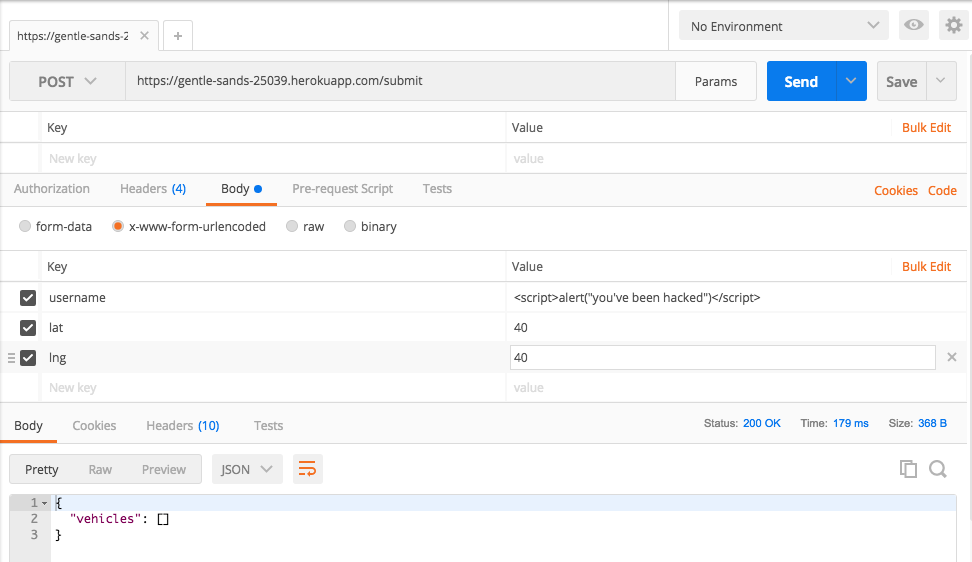 https://gentle-sands-2 × +
No Environment
POST https://gentle-sands-25039.herokuapp.com/submit Params Send Save
Key Value Bulk Edit
New key value
Authorization Headers (4) Body Pre-request Script Tests Cookies Code
form-data x-www-form-urlencoded raw binary
Key Value Bulk Edit
username <script>alert("you've been hacked")</script>
lat 40
lng 40
New key value
Body Cookies Headers (10) Tests Status: 200 OK Time: 179 ms Size: 368 B
Pretty Raw Preview JSON
1 {
2 "vehicles": []
3 }